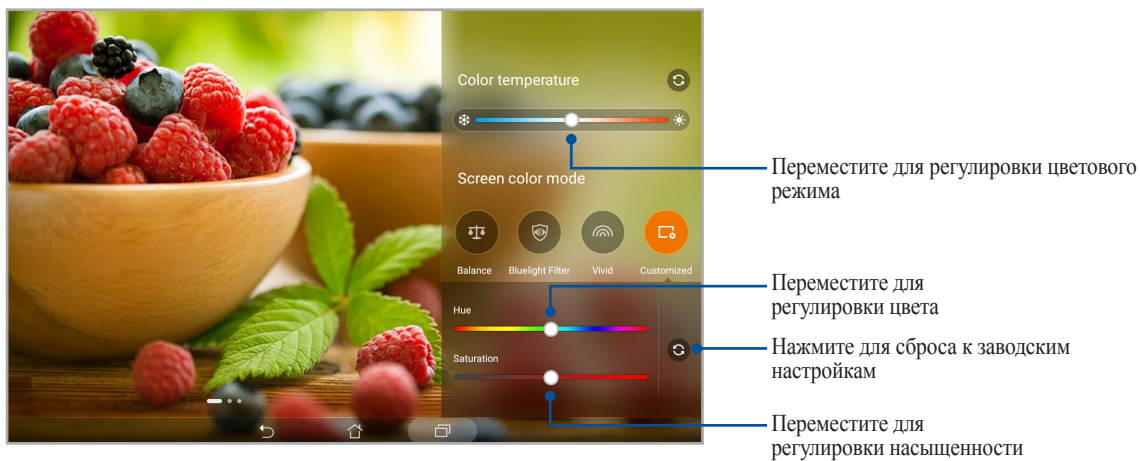 Color temperature
Переместите для регулировки цветового
режима
Screen color mode
Balance Bluelight Filter Vivid Customized
Переместите для
регулировки цвета
Hue
Нажмите для сброса к заводским
настройкам
Saturation
Переместите для
регулировки насыщенности